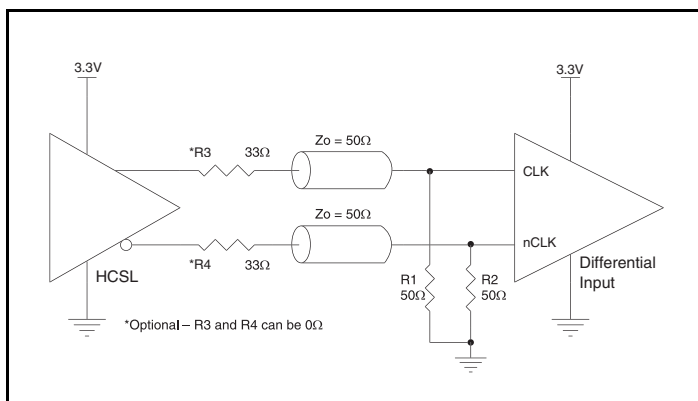 3.3V
3.3V
*R3 33Ω
Zo = 50Ω
CLK
Zo = 50Ω
nCLK
*R4 33Ω
HCSL
R1
50Ω
R2
50Ω
Differential
Input
*Optional – R3 and R4 can be 0Ω